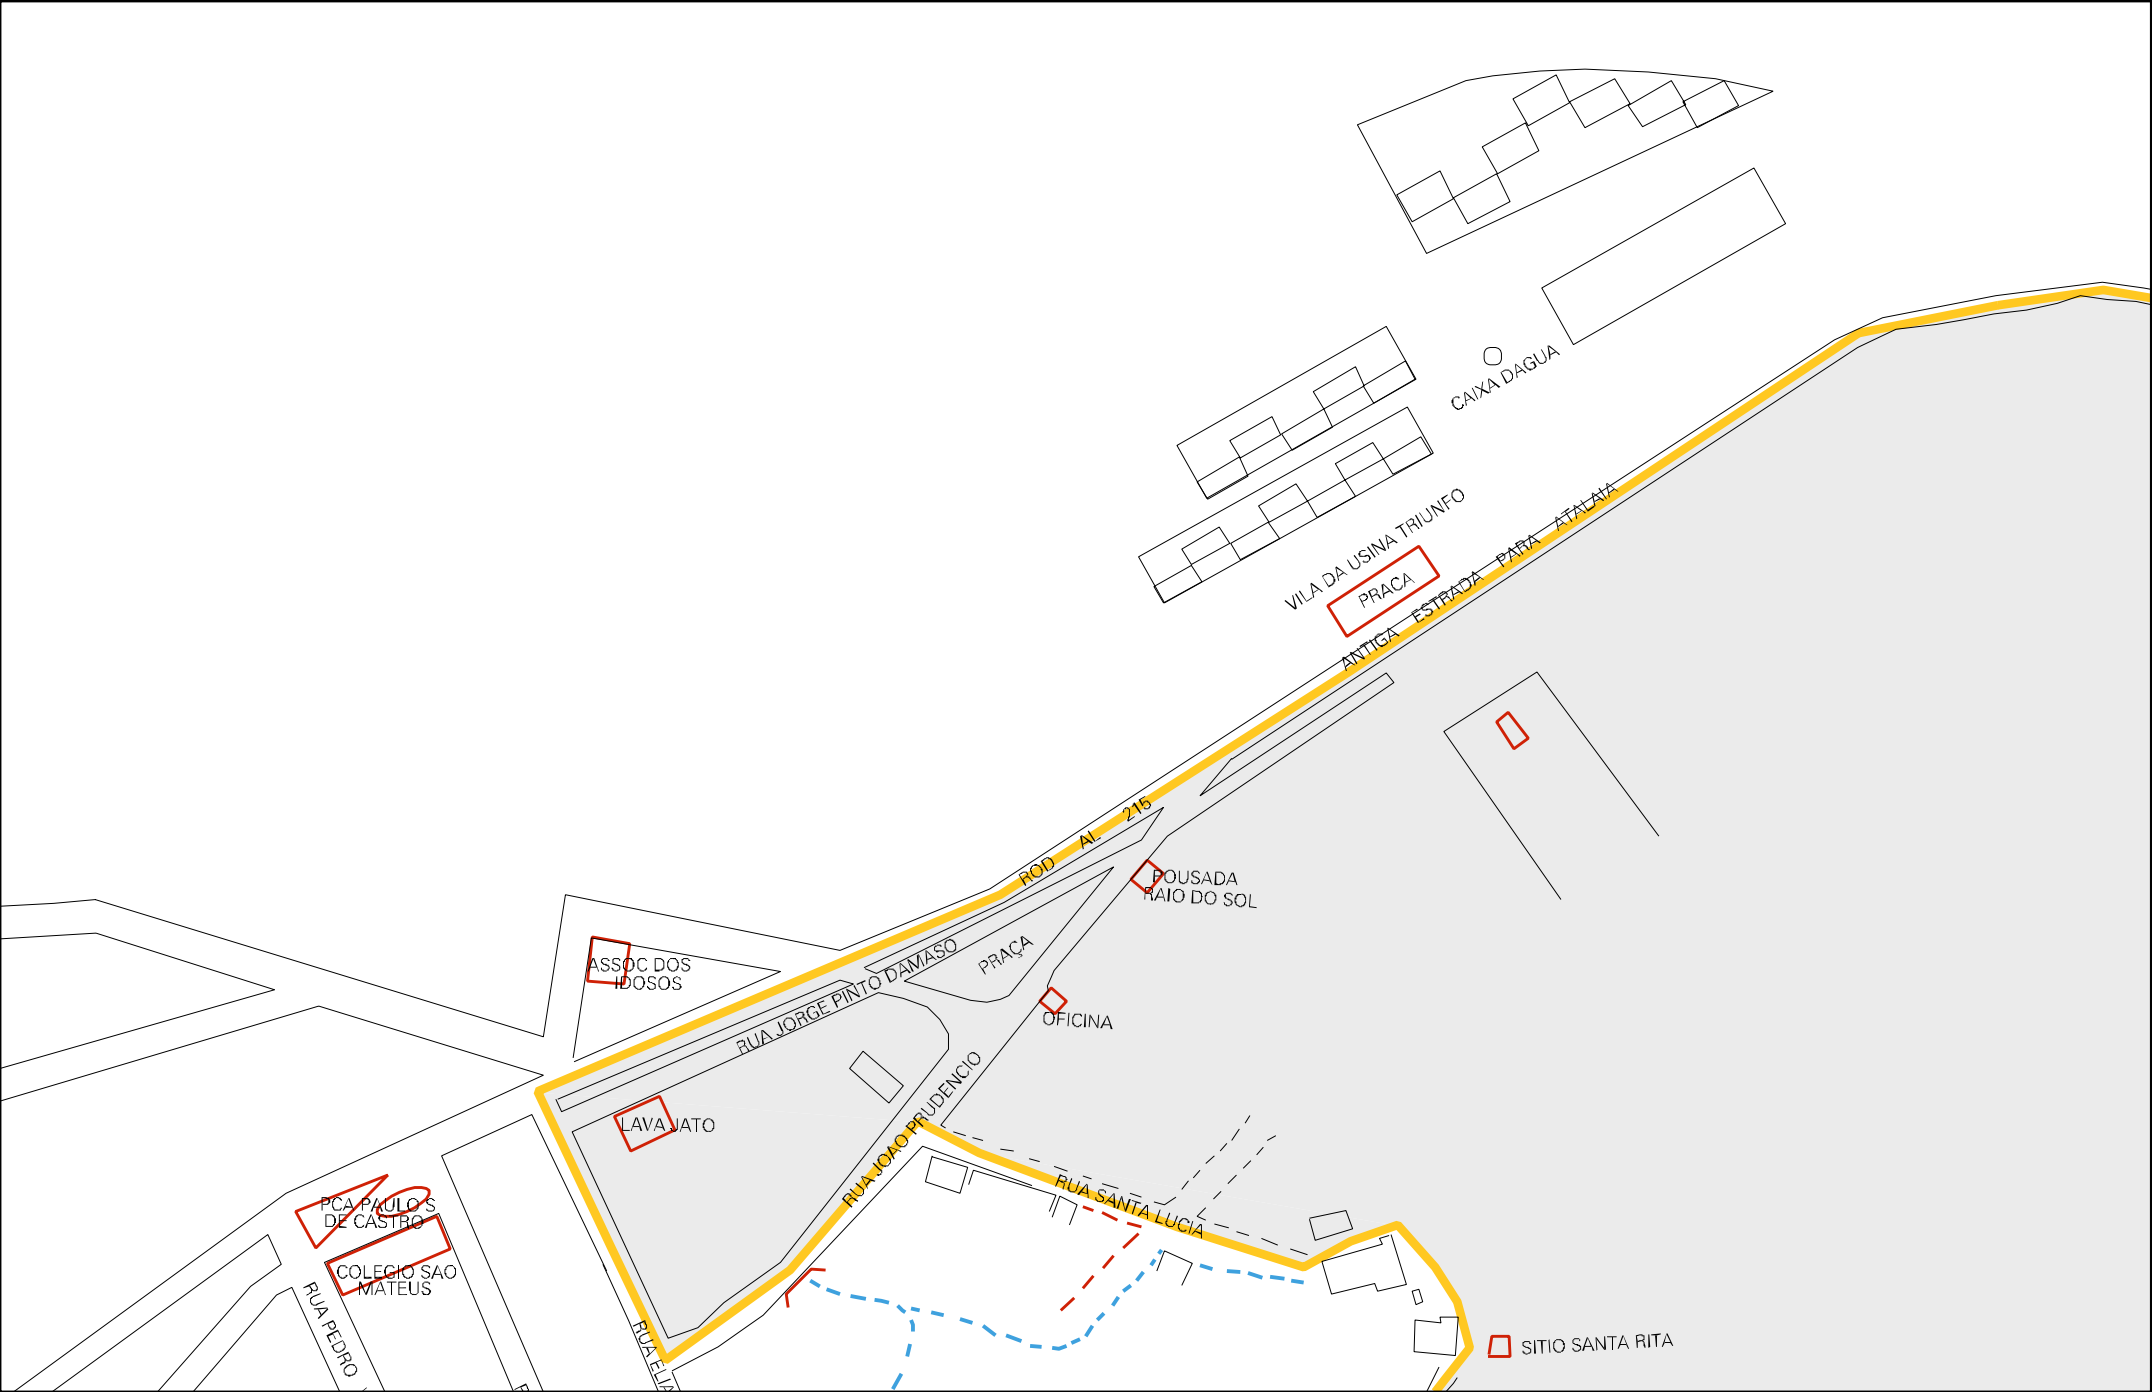 CAIXA DAGUA
VILA DA USINA TRIUNFO
PRACA
ANTIGA ESTRADA PARA ATALAIA
ROD AL 215
POUSADA
RAIO DO SOL
RUA JORGE PINTO DAMASO
PRAÇA
ASSOC DOS
IDOSOS
OFICINA
LAVA JATO
RUA JOAO PRUDENCIO
RUA SANTA LUCIA
PCA PAULO S
DE CASTRO
COLEGIO SAO
MATEUS
RUA PEDRO
RUA ELIA
SITIO SANTA RITA